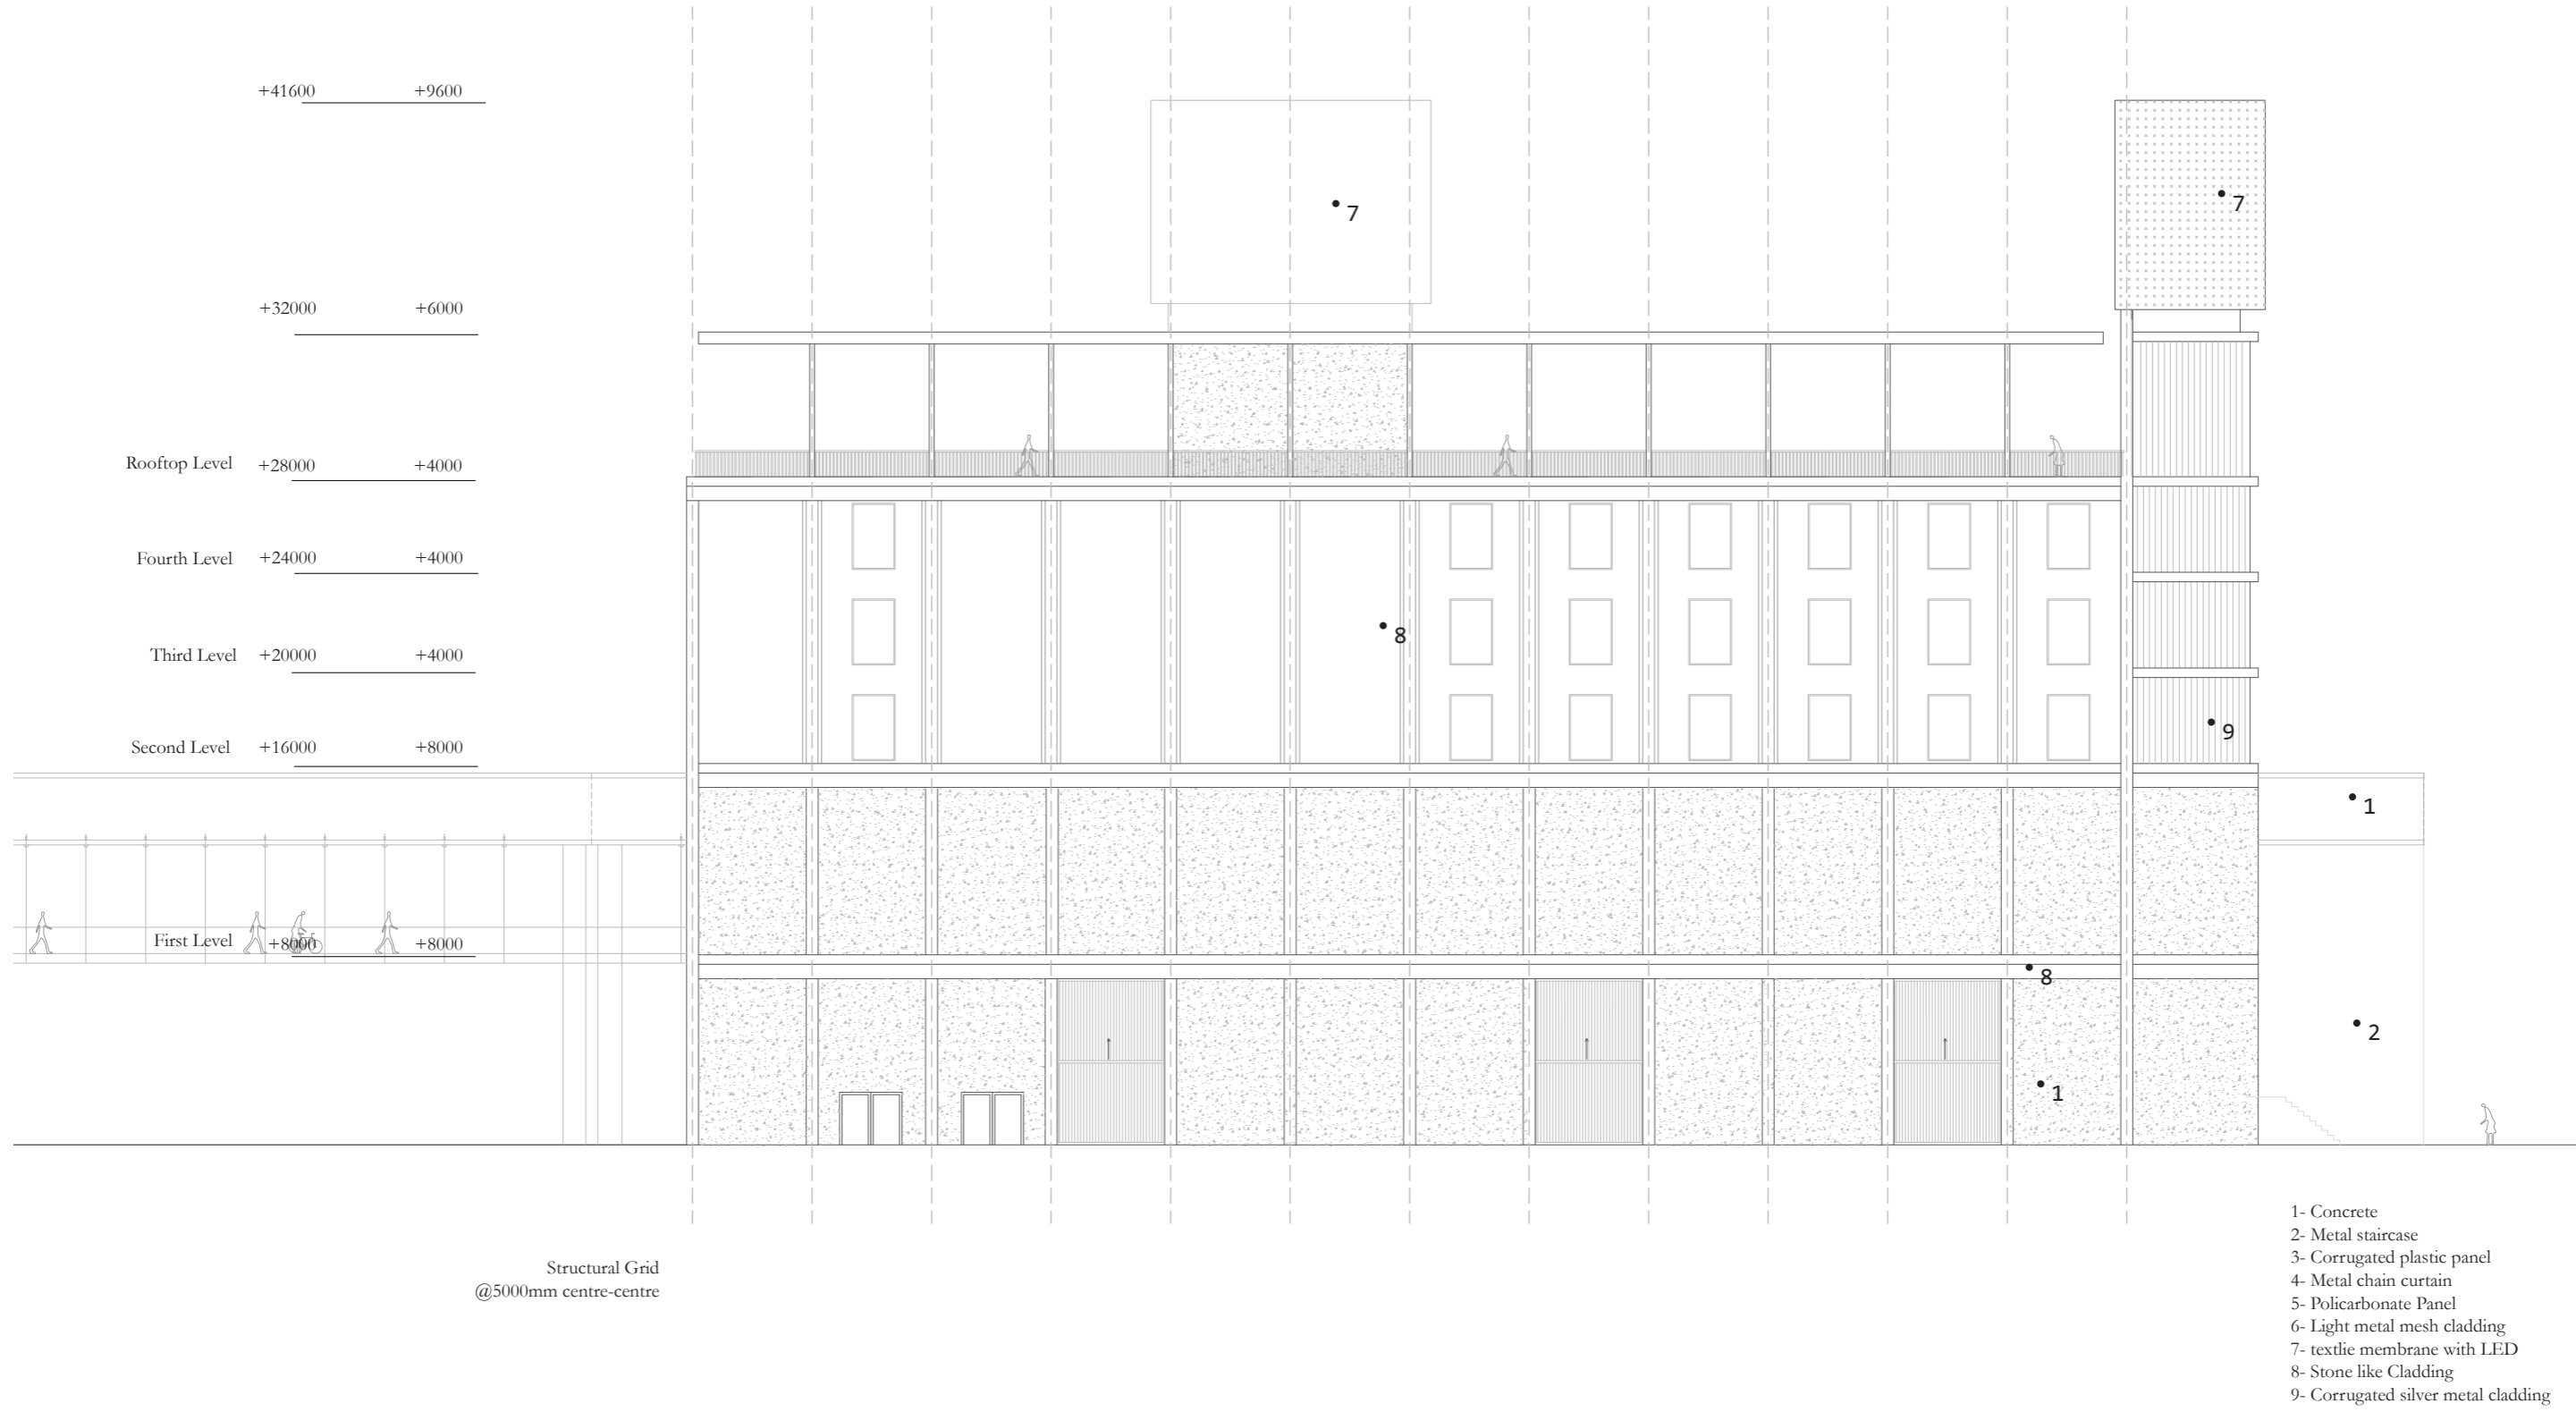 +41600 +9600
7
7
+32000 +6000
Rooftop Level +28000 +4000
Fourth Level +24000 +4000
8
Third Level +20000 +4000
9
Second Level +16000 +8000
1
First Level +8000 +8000
8
2
1
Structural Grid
@5000mm centre-centre
1- Concrete
2- Metal staircase
3- Corrugated plastic panel
4- Metal chain curtain
5- Policarbonate Panel
6- Light metal mesh cladding
7- textlie membrane with LED
8- Stone like Cladding
9- Corrugated silver metal cladding